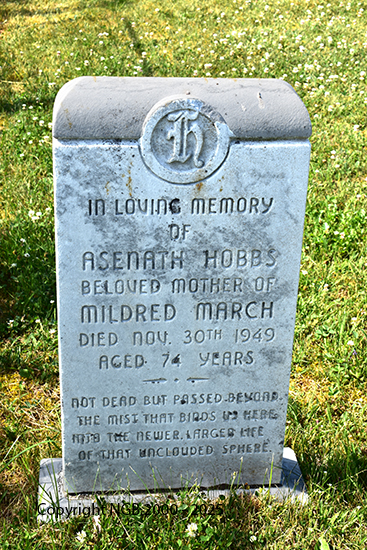 H
IN LOVING MEMORY
OF
ASENATH HOBBS
BELOVED MOTHER OF
MILDRED MARCH
DIED NOV. 30TH 1949
AGED 74 YEARS
NOT DEAD BUT PASSED BEYOND
THE MIST THAT BINDS US HERE
INTO THE NEWER, LARGER LIFE
OF THAT UNCLOUDED SPHERE.
Copyright NGB 2000 - 2025